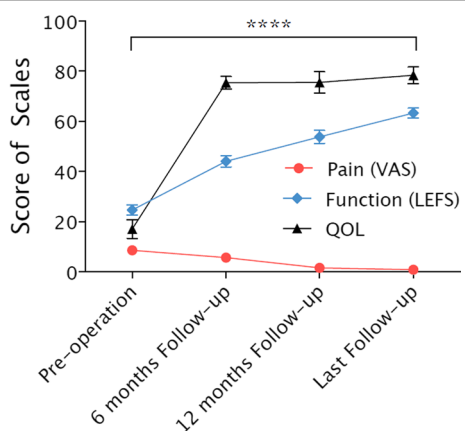 ****
100
80
60
40
20
0
Score of Scales
Pain (VAS)
Function (LEFS)
QOL
Pre-operation
6 months Follow-up
12 months Follow-up
Last Follow-up